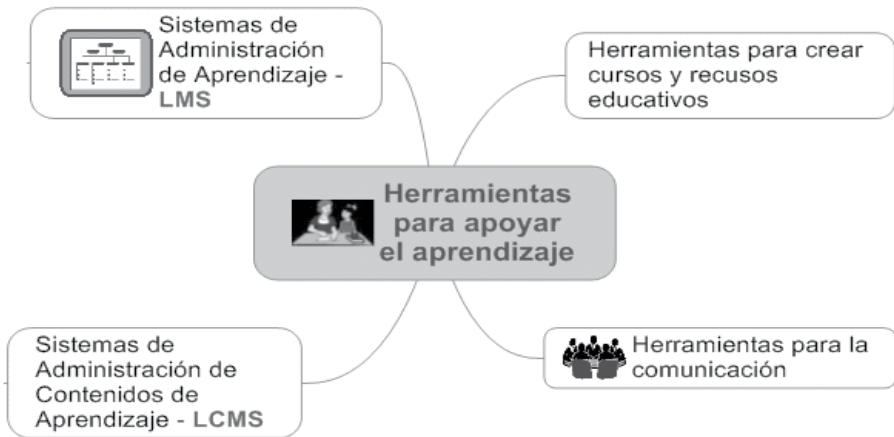 Sistemas de
Administración
de Aprendizaje -
LMS
Herramientas para crear
cursos y recusos
educativos
Herramientas
para apoyar
el aprendizaje
Sistemas de
Administración de
Contenidos de
Aprendizaje - LCMS
Herramientas para la
comunicación